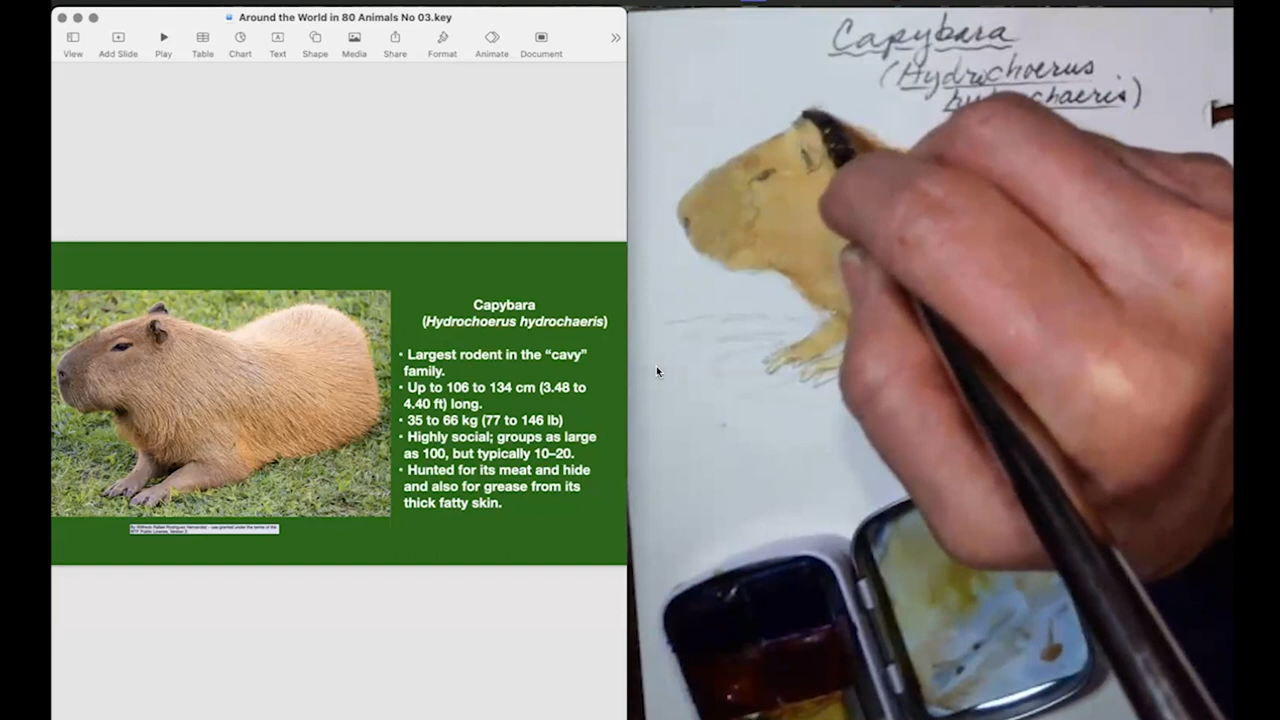 Around the World in 80 Animals No 03.key
View Add Slide Play Table Chart Text Shape Media Share Format Animate Document
Capybara
(Hydrochoerus hydrochaeris)
• Largest rodent in the “cavy”
family.
• Up to 106 to 134 cm (3.48 to
4.40 ft) long.
• 35 to 66 kg (77 to 146 lb)
• Highly social; groups as large
as 100, but typically 10–20.
• Hunted for its meat and hide
and also for grease from its
thick fatty skin.
Capybara
(Hydrochoerus